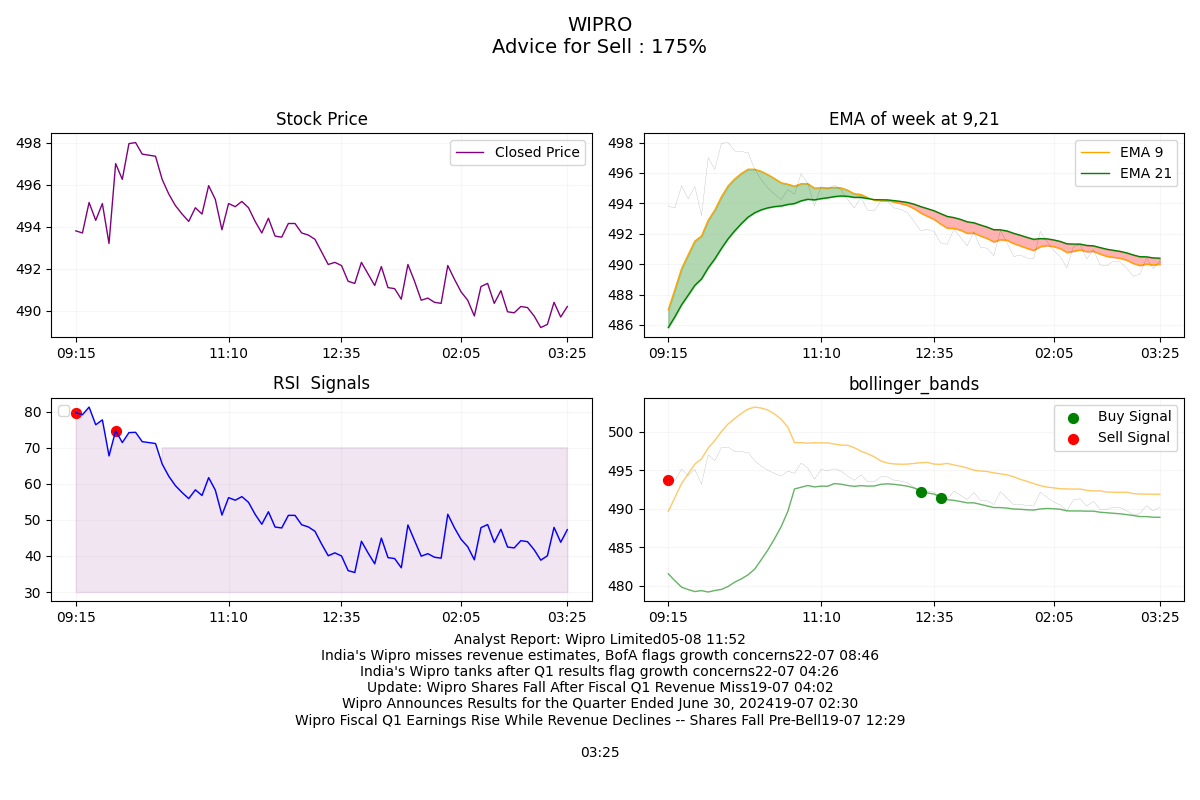 WIPRO
Advice for Sell : 175%
Stock Price
498
496
494
492
490
Closed Price
09:15
11:10
12:35
02:05
03:25
EMA of week at 9,21
498
496
494
492
490
488
486
EMA 9
EMA 21
09:15
11:10
12:35
02:05
03:25
RSI  Signals
80
70
60
50
40
30
09:15
11:10
12:35
02:05
03:25
bollinger_bands
500
495
490
485
480
Buy Signal
Sell Signal
09:15
11:10
12:35
02:05
03:25
Analyst Report: Wipro Limited05-08 11:52
India's Wipro misses revenue estimates, BofA flags growth concerns22-07 08:46
India's Wipro tanks after Q1 results flag growth concerns22-07 04:26
Update: Wipro Shares Fall After Fiscal Q1 Revenue Miss19-07 04:02
Wipro Announces Results for the Quarter Ended June 30, 202419-07 02:30
Wipro Fiscal Q1 Earnings Rise While Revenue Declines -- Shares Fall Pre-Bell19-07 12:29
03:25